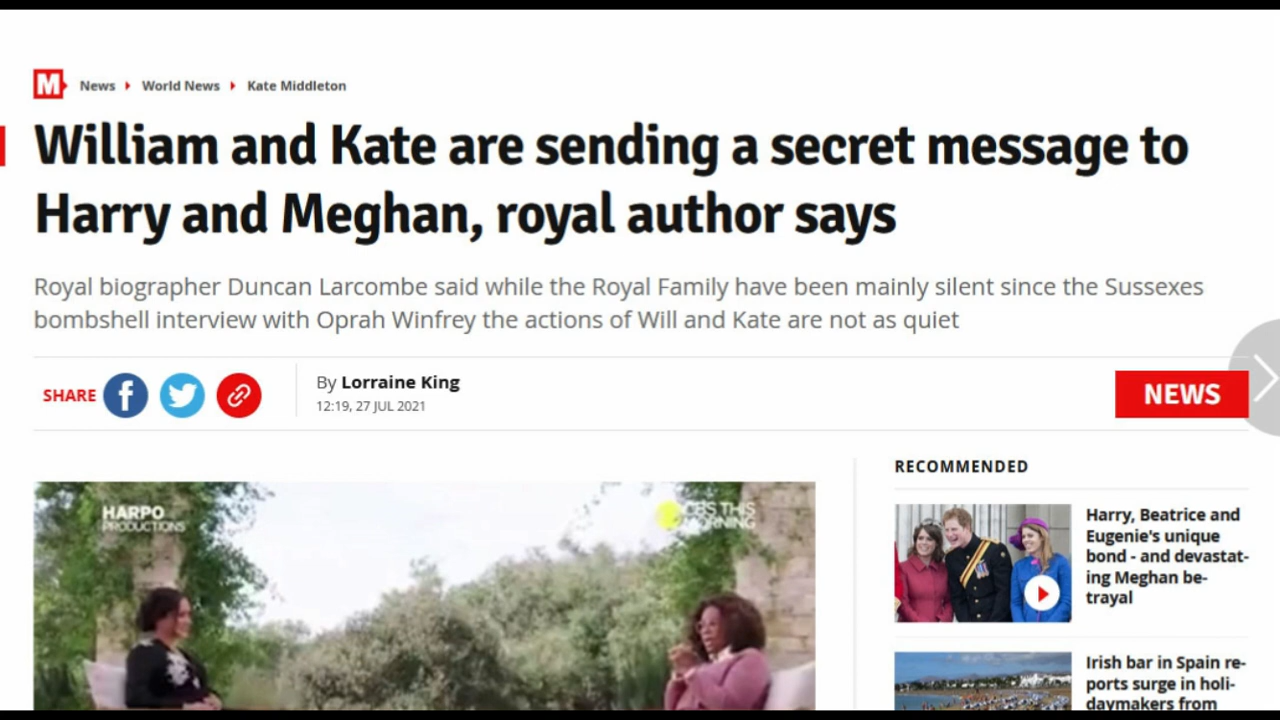 M News World News Kate Middleton
William and Kate are sending a secret message to
Harry and Meghan, royal author says
Royal biographer Duncan Larcombe said while the Royal Family have been mainly silent since the Sussexes
bombshell interview with Oprah Winfrey the actions of Will and Kate are not as quiet
SHARE
By Lorraine King
12:19, 27 JUL 2021
NEWS
HARPO
PRODUCTIONS
CBS THIS
MORNING
RECOMMENDED
Harry, Beatrice and
Eugenie's unique
bond - and devastat-
ing Meghan be-
trayal
Irish bar in Spain re-
ports surge in holi-
daymakers from